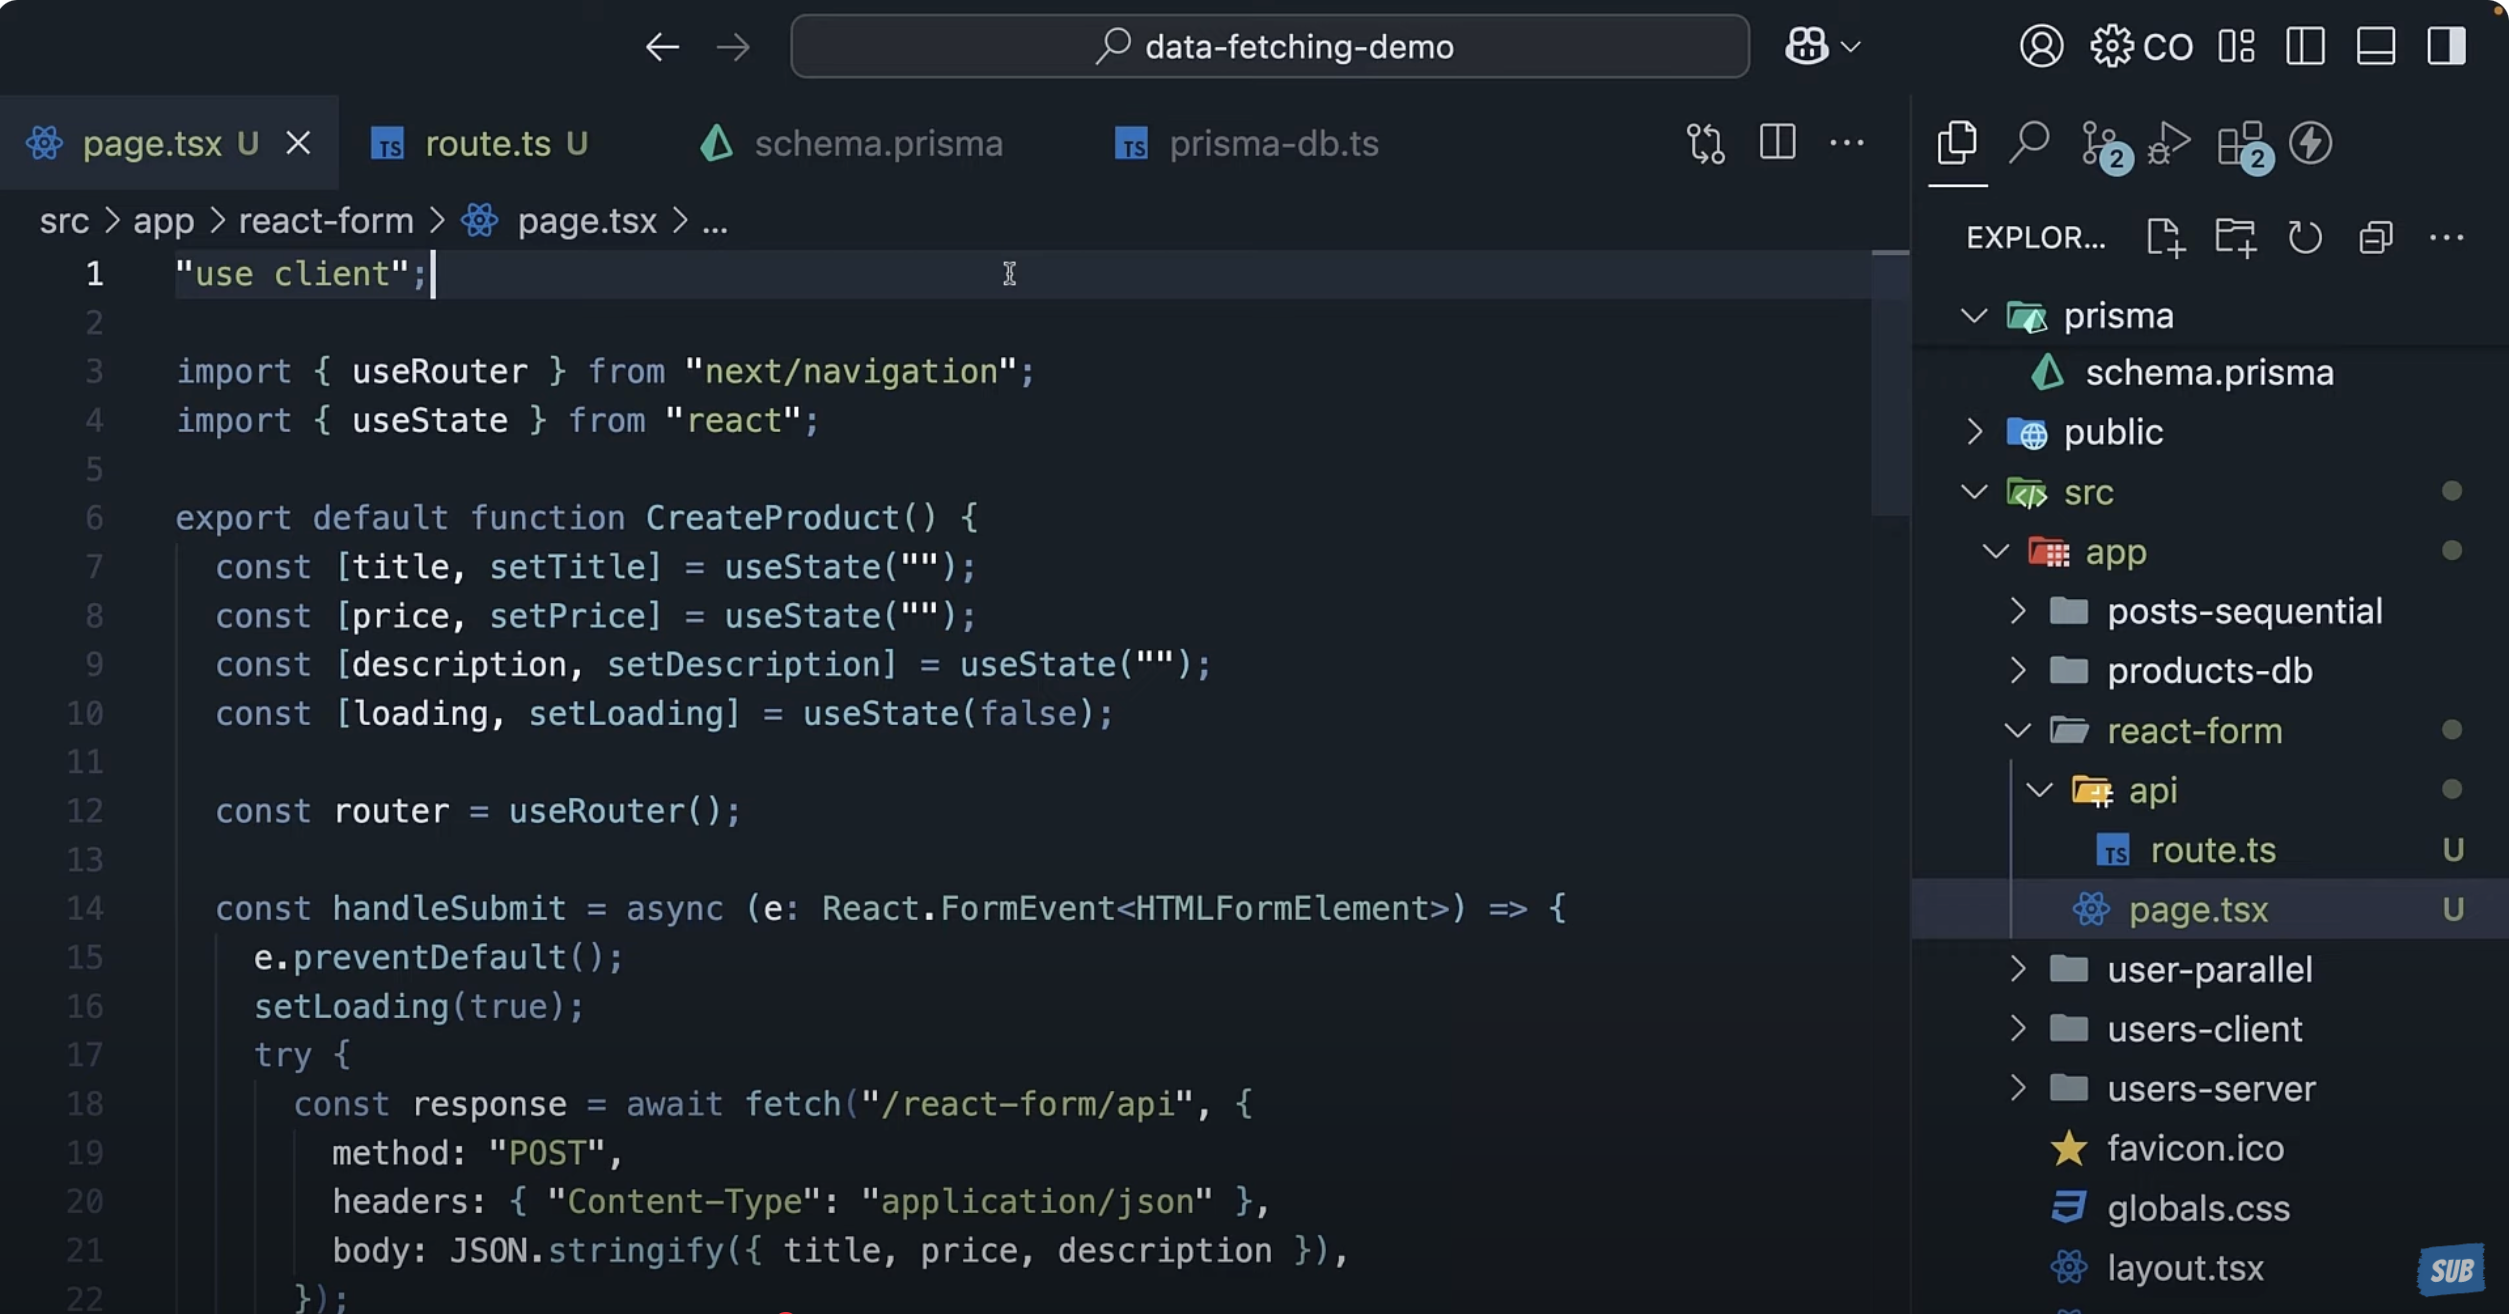 data-fetching-demo
CO
page.tsx U
route.ts U
schema.prisma
prisma-db.ts
2
2
src > app > react-form > page.tsx > ...
EXPLOR...
1 "use client";
2
3 import { useRouter } from "next/navigation";
4 import { useState } from "react";
5
6 export default function CreateProduct() {
7 const [title, setTitle] = useState("");
8 const [price, setPrice] = useState("");
9 const [description, setDescription] = useState("");
10 const [loading, setLoading] = useState(false);
11
12 const router = useRouter();
13
14 const handleSubmit = async (e: React.FormEvent<HTMLFormElement>) => {
15 e.preventDefault();
16 setLoading(true);
17 try {
18 const response = await fetch("/react-form/api", {
19 method: "POST",
20 headers: { "Content-Type": "application/json" },
21 body: JSON.stringify({ title, price, description }),
22 });
prisma
schema.prisma
public
src
app
posts-sequential
products-db
react-form
api
TS route.ts U
page.tsx U
user-parallel
users-client
users-server
favicon.ico
globals.css
layout.tsx
SUB